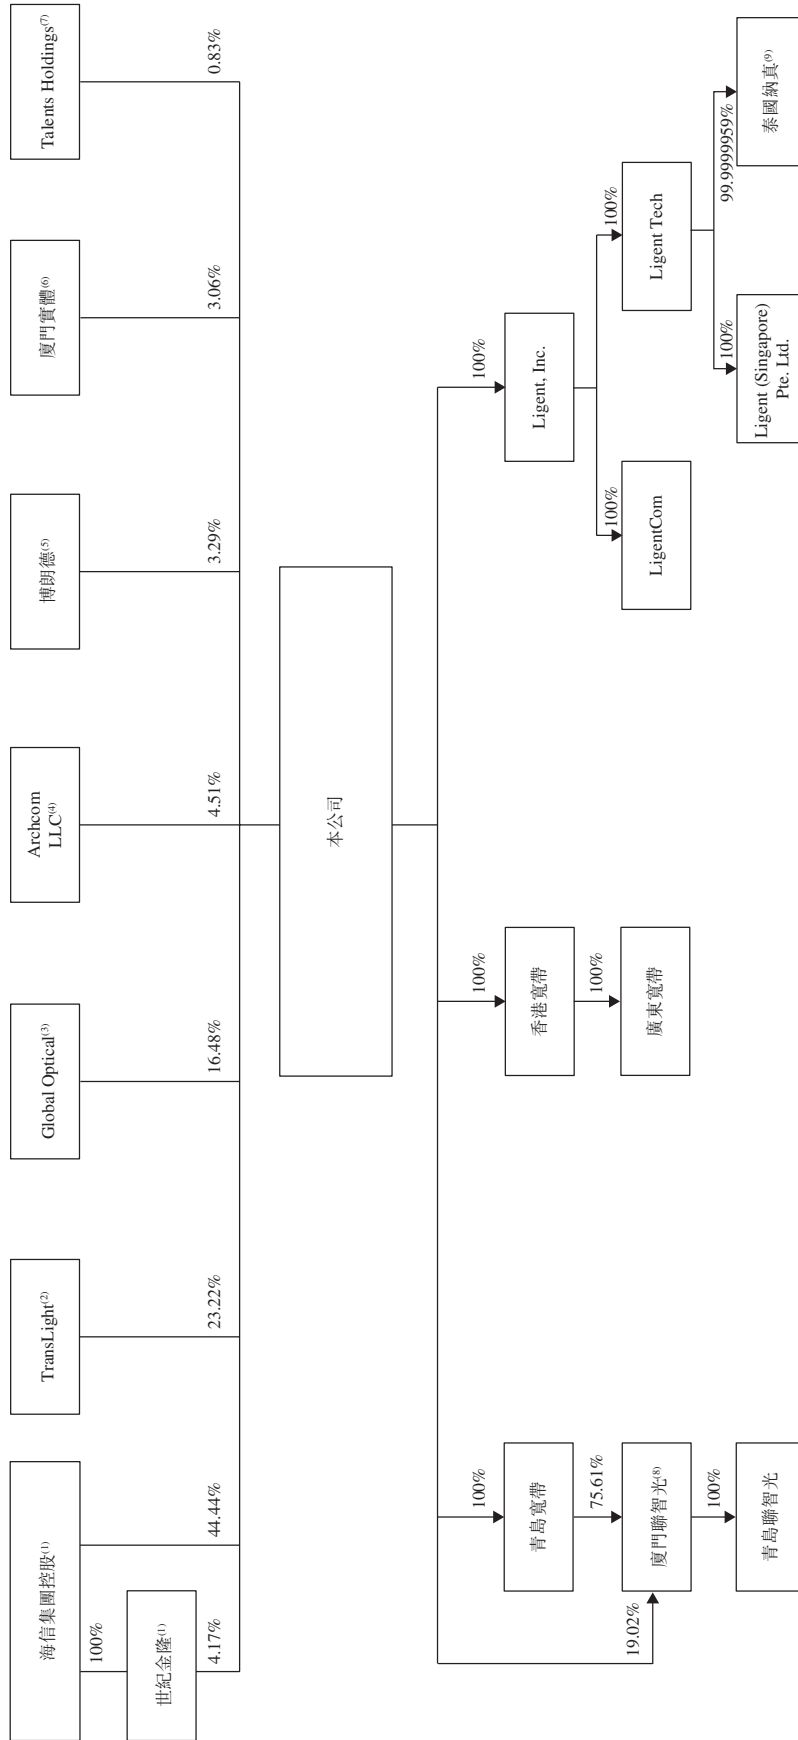 海信集團控股(1)
TransLight(2)
Global Optical(3)
Archcom
LLC(4)
博朗德(5)
廈門實體(6)
Talents Holdings(7)
100%
世紀金隆(1)
4.17%
44.44%
23.22%
16.48%
4.51%
3.29%
3.06%
0.83%
本公司
100%
100%
100%
青島寬帶
香港寬帶
Ligent, Inc.
19.02%
75.61%
100%
100%
100%
廈門聯智光(8)
廣東寬帶
LigentCom
Ligent Tech
100%
100%
99.9999959%
青島聯智光
Ligent (Singapore)
Pte. Ltd.
泰國納真(9)